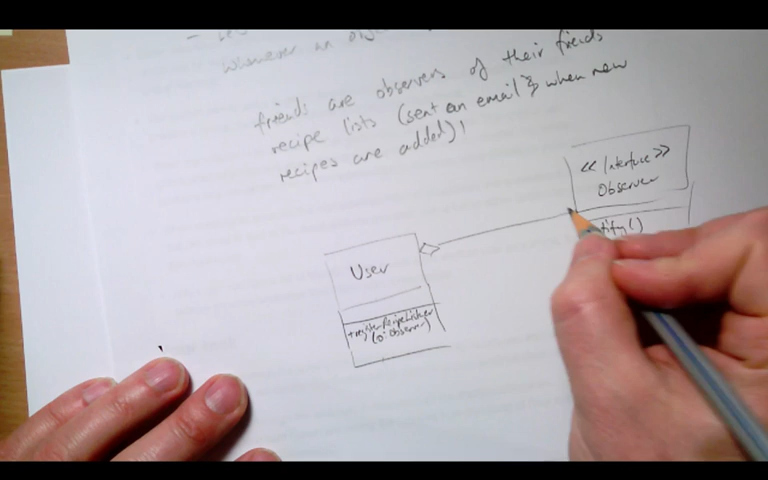 whenever an
friends are observers of their friends
recipe lists (sent an email when new
recipes are added)!
<< Interface >>
Observer
User
(o: Observer)